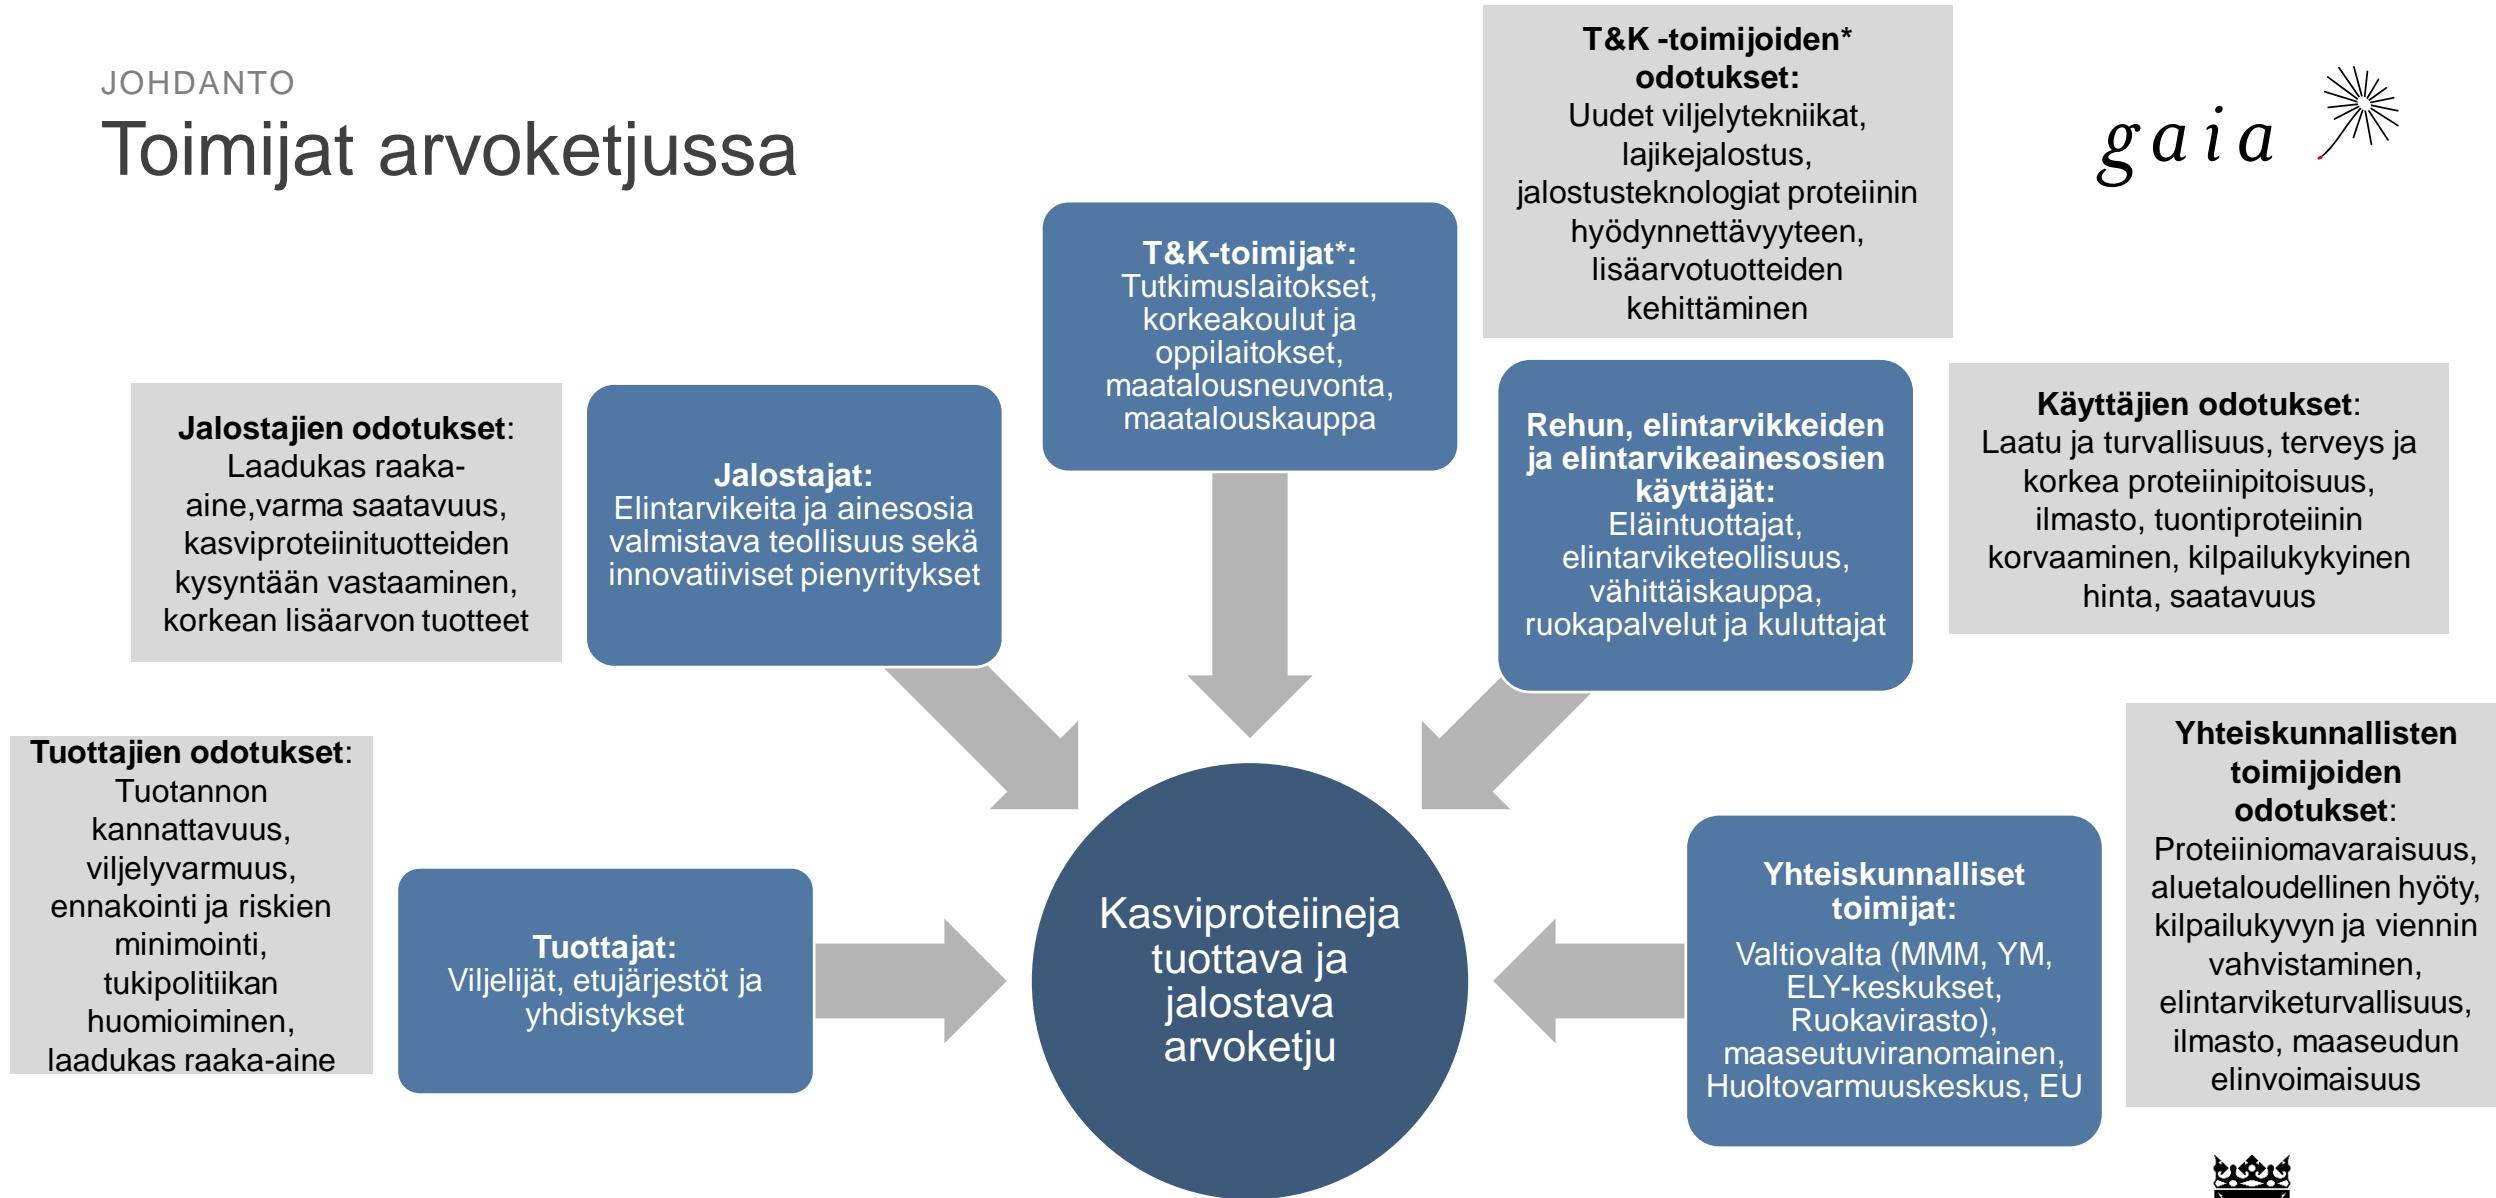 JOHDANTO
Toimijat arvoketjussa
gaia
T&K -toimijoiden*
odotukset:
Uudet viljelytekniikat,
lajikejalostus,
jalostusteknologiat proteiinin
hyödynnettävyyteen,
lisäarvotuotteiden
kehittäminen
T&K-toimijat*:
Tutkimuslaitokset,
korkeakoulut ja
oppilaitokset,
maatalousneuvonta,
maatalouskauppa
Jalostajien odotukset:
Laadukas raaka-
aine,varma saatavuus,
kasviproteiinituotteiden
kysyntään vastaaminen,
korkean lisäarvon tuotteet
Jalostajat:
Elintarvikeita ja ainesosia
valmistava teollisuus sekä
innovatiiviset pienyritykset
Rehun, elintarvikkeiden
ja elintarvikeainesosien
käyttäjät:
Eläintuottajat,
elintarviketeollisuus,
vähittäiskauppa,
ruokapalvelut ja kuluttajat
Käyttäjien odotukset:
Laatu ja turvallisuus, terveys ja
korkea proteiinipitoisuus,
ilmasto, tuontiproteiinin
korvaaminen, kilpailukykyinen
hinta, saatavuus
Tuottajien odotukset:
Tuotannon
kannattavuus,
viljelyvarmuus,
ennakointi ja riskien
minimointi,
tukipolitiikan
huomioiminen,
laadukas raaka-aine
Tuottajat:
Viljelijät, etujärjestöt ja
yhdistykset
Kasviproteiineja
tuottava ja
jalostava
arvoketju
Yhteiskunnalliset
toimijat:
Valtiovalta (MMM, YM,
ELY-keskukset,
Ruokavirasto),
maaseutuviranomainen,
Huoltovarmuuskeskus, EU
Yhteiskunnallisten
toimijoiden
odotukset:
Proteiiniomavaraisuus,
aluetaloudellinen hyöty,
kilpailukyvyn ja viennin
vahvistaminen,
elintarviketurvallisuus,
ilmasto, maaseudun
elinvoimaisuus